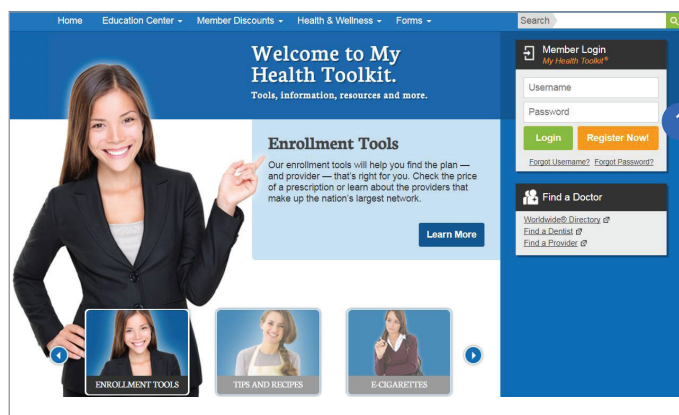 Home Education Center Member Discounts Health & Wellness Forms Search
Welcome to My
Health Toolkit.
Tools, information, resources and more.
Enrollment Tools
Our enrollment tools will help you find the plan —
and provider — that's right for you. Check the price
of a prescription or learn about the providers that
make up the nation's largest network.
Learn More
ENROLLMENT TOOLS
TIPS AND RECIPES
E-CIGARETTES
Member Login
My Health Toolkit®
Username
Password
Login Register Now!
Forgot Username? Forgot Password?
Find a Doctor
Worldwide® Directory
Find a Dentist
Find a Provider